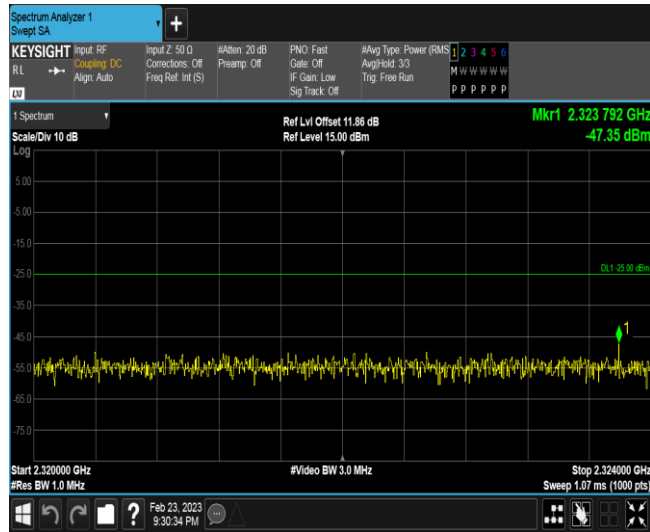 Spectrum Analyzer 1
Swept SA
+
KEYSIGHT Input: RF Input Z: 50 Ω #Atten: 20 dB PNO: Fast #Avg Type: Power (RMS 1 2 3 4 5 6
RL Coupling: DC Corrections: Off Preamp: Off Gate: Off Avg|Hold: 3/3 M W W W W W
Align: Auto Freq Ref: Int (S) IF Gain: Low Trig: Free Run
Sig Track: Off P P P P P P
LXI
1 Spectrum Ref Lvl Offset 11.86 dB Mkr1 2.323 792 GHz
Scale/Div 10 dB Ref Level 15.00 dBm -47.35 dBm
Log
5.00
-5.00
-15.0
-25.0 DL1 -25.00 dBm
-35.0
-45.0 1
-55.0
-65.0
-75.0
Start 2.320000 GHz #Video BW 3.0 MHz Stop 2.324000 GHz
#Res BW 1.0 MHz Sweep 1.07 ms (1000 pts)
? Feb 23, 2023
9:30:34 PM